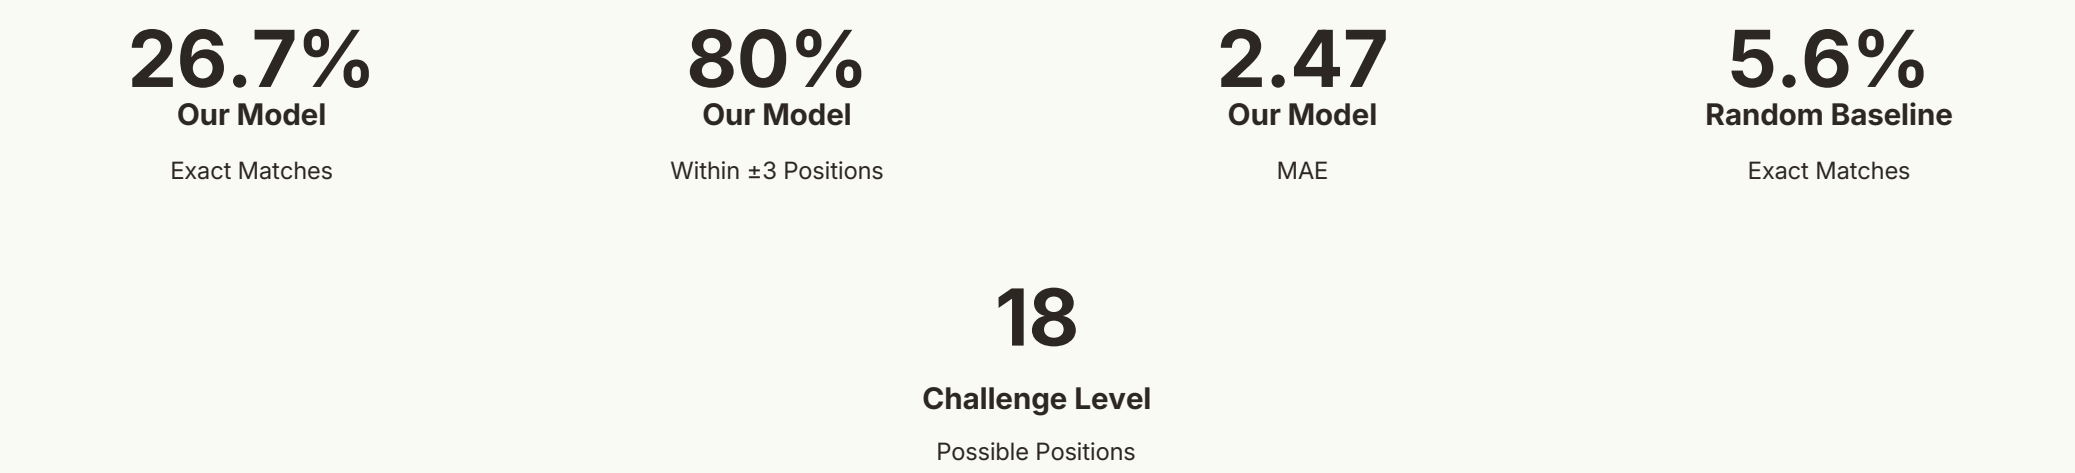 26.7%
Our Model
Exact Matches
80%
Our Model
Within ±3 Positions
2.47
Our Model
MAE
5.6%
Random Baseline
Exact Matches
18
Challenge Level
Possible Positions